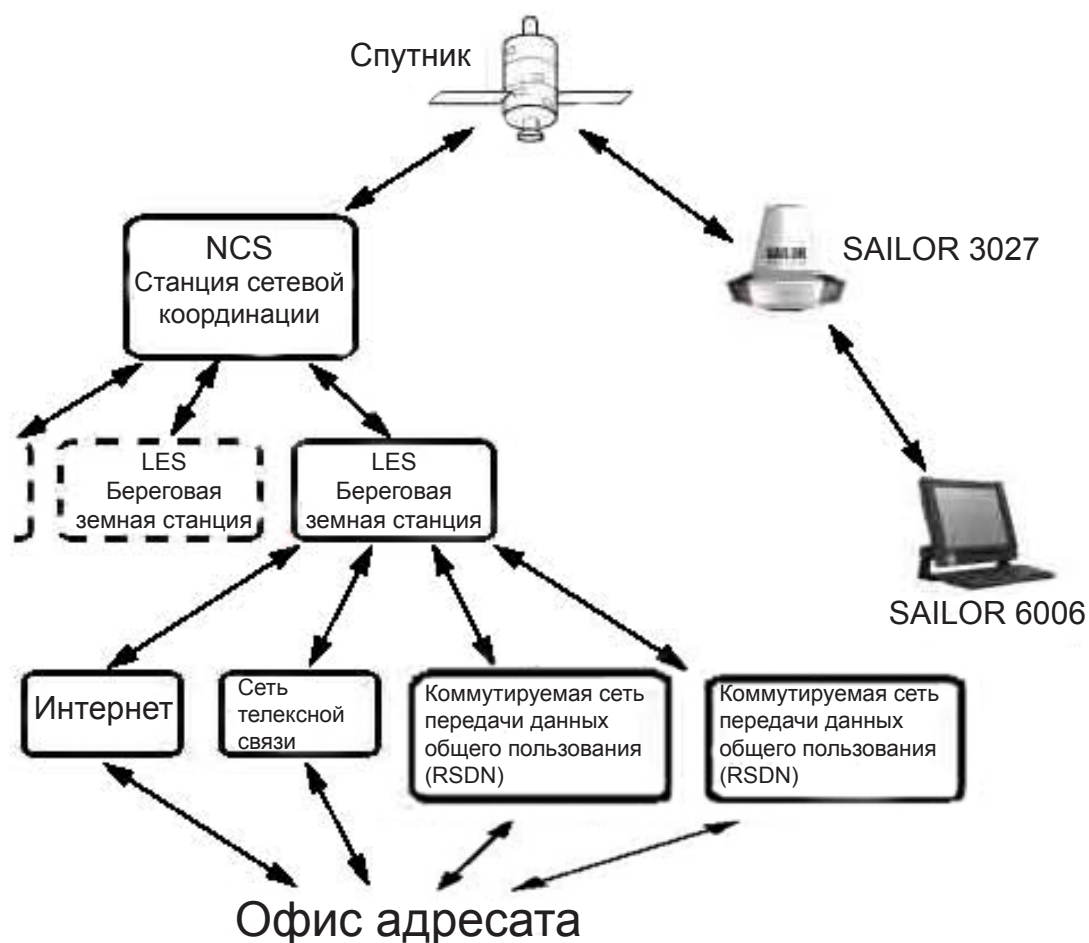 Спутник
NCS
Станция сетевой
координации
SAILOR
SAILOR 3027
LES
Береговая
земная станция
LES
Береговая
земная станция
SAILOR 6006
Интернет
Сеть
телексной
связи
Коммутируемая сеть
передачи данных
общего пользования
(RSDN)
Коммутируемая сеть
передачи данных
общего пользования
(RSDN)
Офис адресата